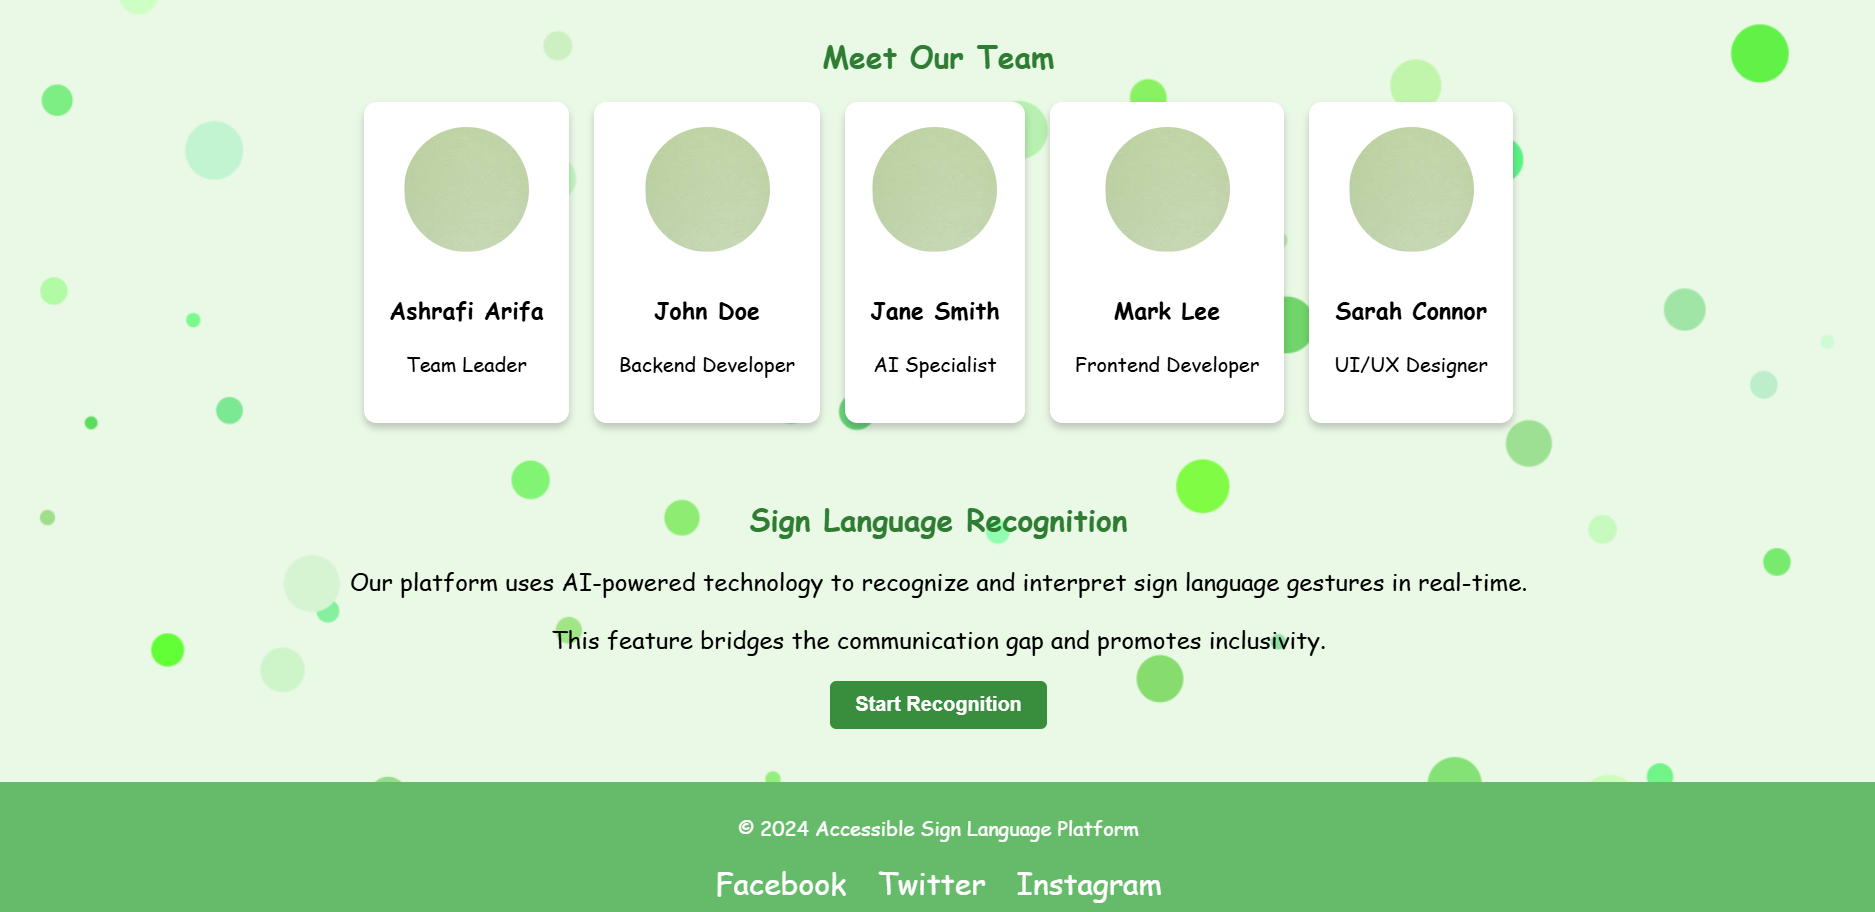 Meet Our Team
Ashrafi Arifa
Team Leader
John Doe
Backend Developer
Jane Smith
AI Specialist
Mark Lee
Frontend Developer
Sarah Connor
UI/UX Designer
Sign Language Recognition
Our platform uses AI-powered technology to recognize and interpret sign language gestures in real-time.
This feature bridges the communication gap and promotes inclusivity.
Start Recognition
© 2024 Accessible Sign Language Platform
Facebook Twitter Instagram